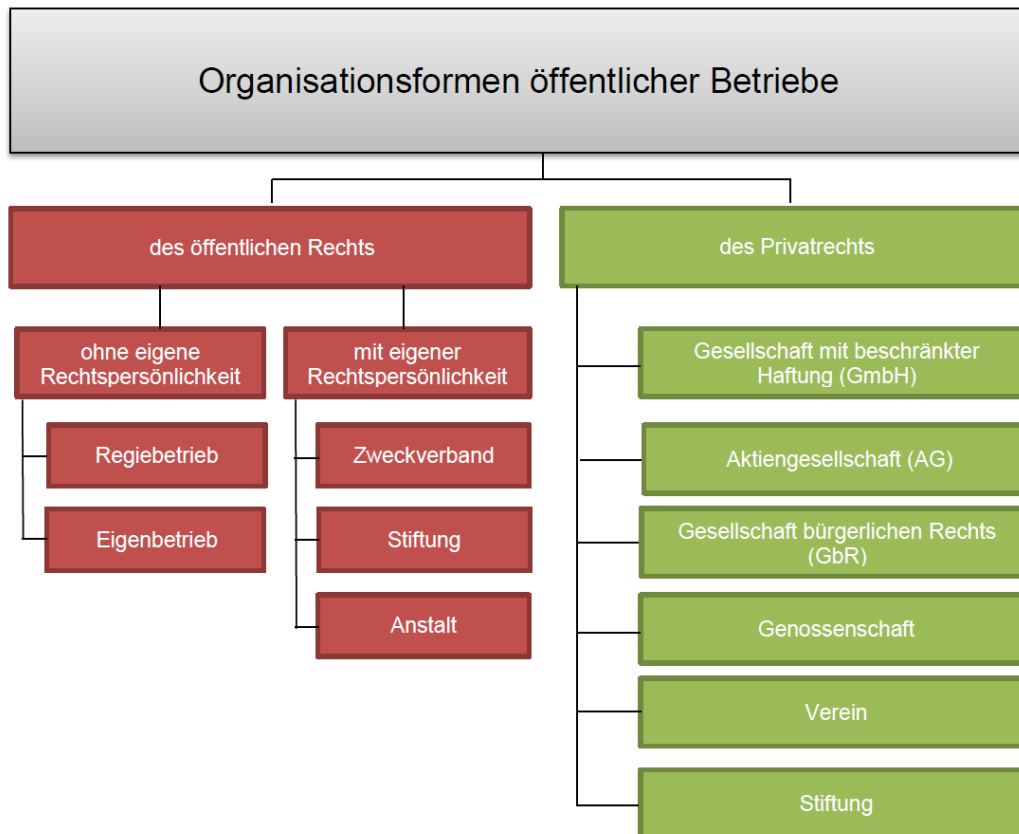 Organisationsformen öffentlicher Betriebe
des öffentlichen Rechts
ohne eigene
Rechtspersönlichkeit
Regiebetrieb
Eigenbetrieb
mit eigener
Rechtspersönlichkeit
Zweckverband
Stiftung
Anstalt
des Privatrechts
Gesellschaft mit beschränkter
Haftung (GmbH)
Aktiengesellschaft (AG)
Gesellschaft bürgerlichen Rechts
(GbR)
Genossenschaft
Verein
Stiftung